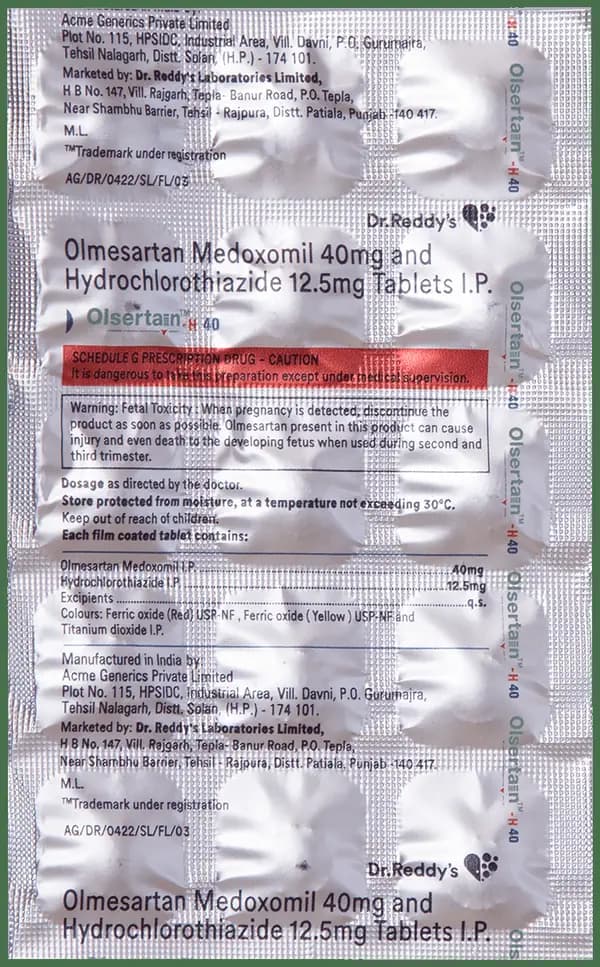 Acme Generics Private Limited
Plot No. 115, HPSIDC, Industrial Area, Vill. Davni, P.O. Gurumajra,
Tehsil Nalagarh, Distt. Solan, (H.P.) - 174 101.
Marketed by: Dr. Reddy's Laboratories Limited,
H B No. 147, Vill. Rajgarh, Tepla- Banur Road, P.O. Tepla,
Near Shambhu Barrier, Tehsil - Rajpura, Distt. Patiala, Punjab -140 417.
M.L.
™Trademark under registration
AG/DR/0422/SL/FL/03
Dr.Reddy's
Olmesartan Medoxomil 40mg and
Hydrochlorothiazide 12.5mg Tablets I.P.
Olsertain™-H 40
SCHEDULE G PRESCRIPTION DRUG - CAUTION
It is dangerous to take this preparation except under medical supervision.
Warning: Fetal Toxicity : When pregnancy is detected, discontinue the
product as soon as possible. Olmesartan present in this product can cause
injury and even death to the developing fetus when used during second and
third trimester.
Dosage as directed by the doctor.
Store protected from moisture, at a temperature not exceeding 30°C.
Keep out of reach of children.
Each film coated tablet contains:
Olmesartan Medoxomil I.P. 40mg
Hydrochlorothiazide I.P. 12.5mg
Excipients q.s.
Colours: Ferric oxide (Red) USP-NF , Ferric oxide ( Yellow ) USP-NF and
Titanium dioxide I.P.
Manufactured in India by:
Acme Generics Private Limited
Plot No. 115, HPSIDC, Industrial Area, Vill. Davni, P.O. Gurumajra,
Tehsil Nalagarh, Distt. Solan, (H.P.) - 174 101.
Marketed by: Dr. Reddy's Laboratories Limited,
H B No. 147, Vill. Rajgarh, Tepla- Banur Road, P.O. Tepla,
Near Shambhu Barrier, Tehsil - Rajpura, Distt. Patiala, Punjab -140 417.
M.L.
™Trademark under registration
AG/DR/0422/SL/FL/03
Dr.Reddy's
Olmesartan Medoxomil 40mg and
Hydrochlorothiazide 12.5mg Tablets I.P.
H 40
Olsertain™-H 40
Olsertain™-H 40
Olsertain™-H 40
Olsertain™-H 40
Olsertain™-H 40
Ols